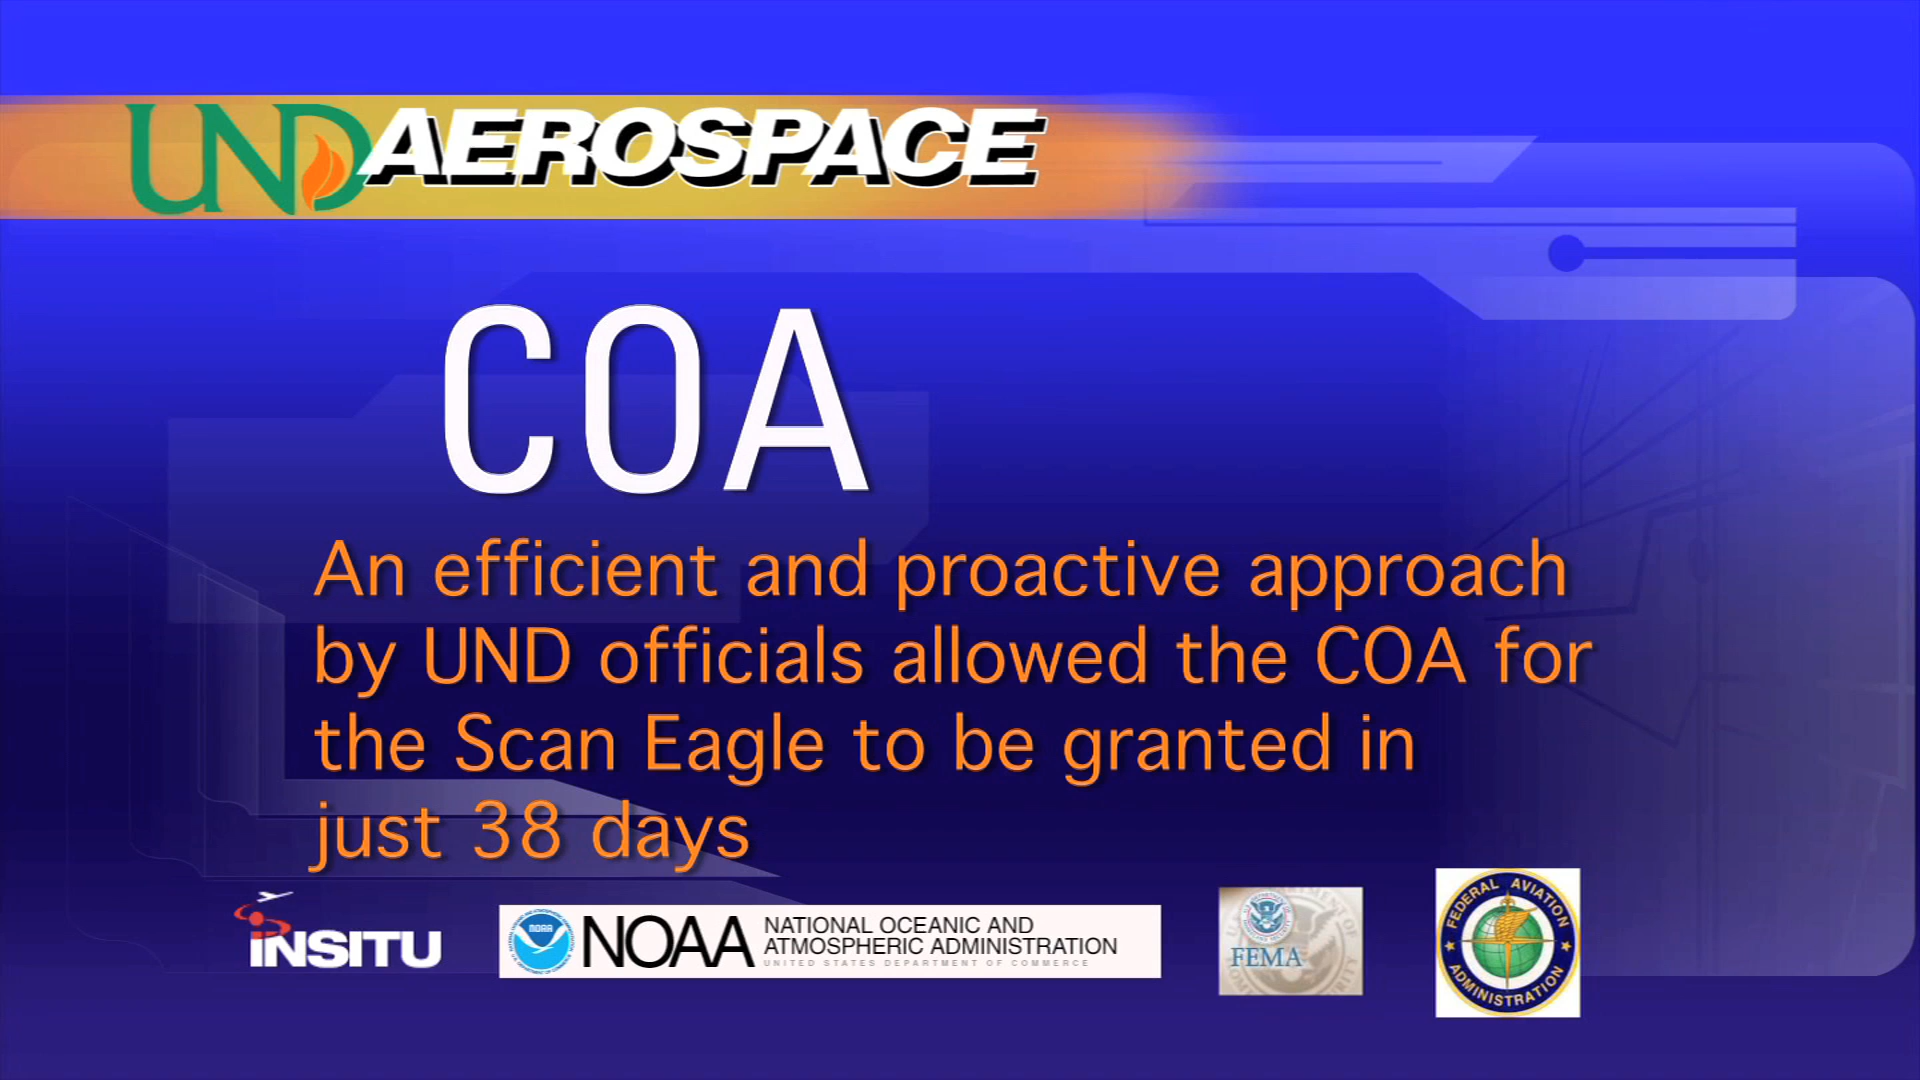 UND AEROSPACE
COA
An efficient and proactive approach
by UND officials allowed the COA for
the Scan Eagle to be granted in
just 38 days
INSITU
NOAA
NATIONAL OCEANIC AND
ATMOSPHERIC ADMINISTRATION
UNITED STATES DEPARTMENT OF COMMERCE
FEMA
FEDERAL AVIATION
ADMINISTRATION